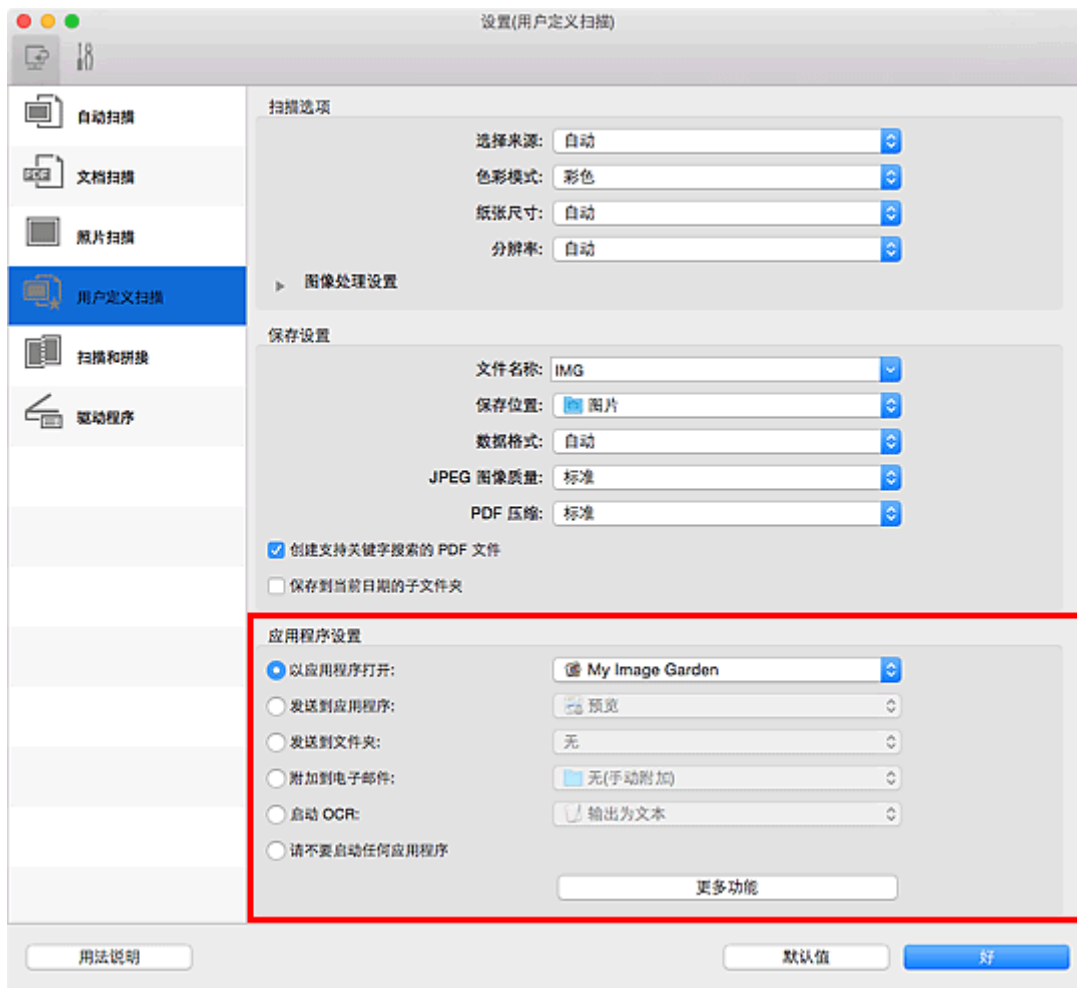 设置(用户定义扫描)
自动扫描
文档扫描
照片扫描
用户定义扫描
扫描和拼接
驱动程序
扫描选项
选择来源: 自动
色彩模式: 彩色
纸张尺寸: 自动
分辨率: 自动
图像处理设置
保存设置
文件名称: IMG
保存位置: 图片
数据格式: 自动
JPEG 图像质量: 标准
PDF 压缩: 标准
创建支持关键字搜索的 PDF 文件
保存到当前日期的子文件夹
应用程序设置
以应用程序打开: My Image Garden
发送到应用程序: 预览
发送到文件夹: 无
附加到电子邮件: 无(手动附加)
启动 OCR: 输出为文本
请不要启动任何应用程序
更多功能
用法说明 默认值 好